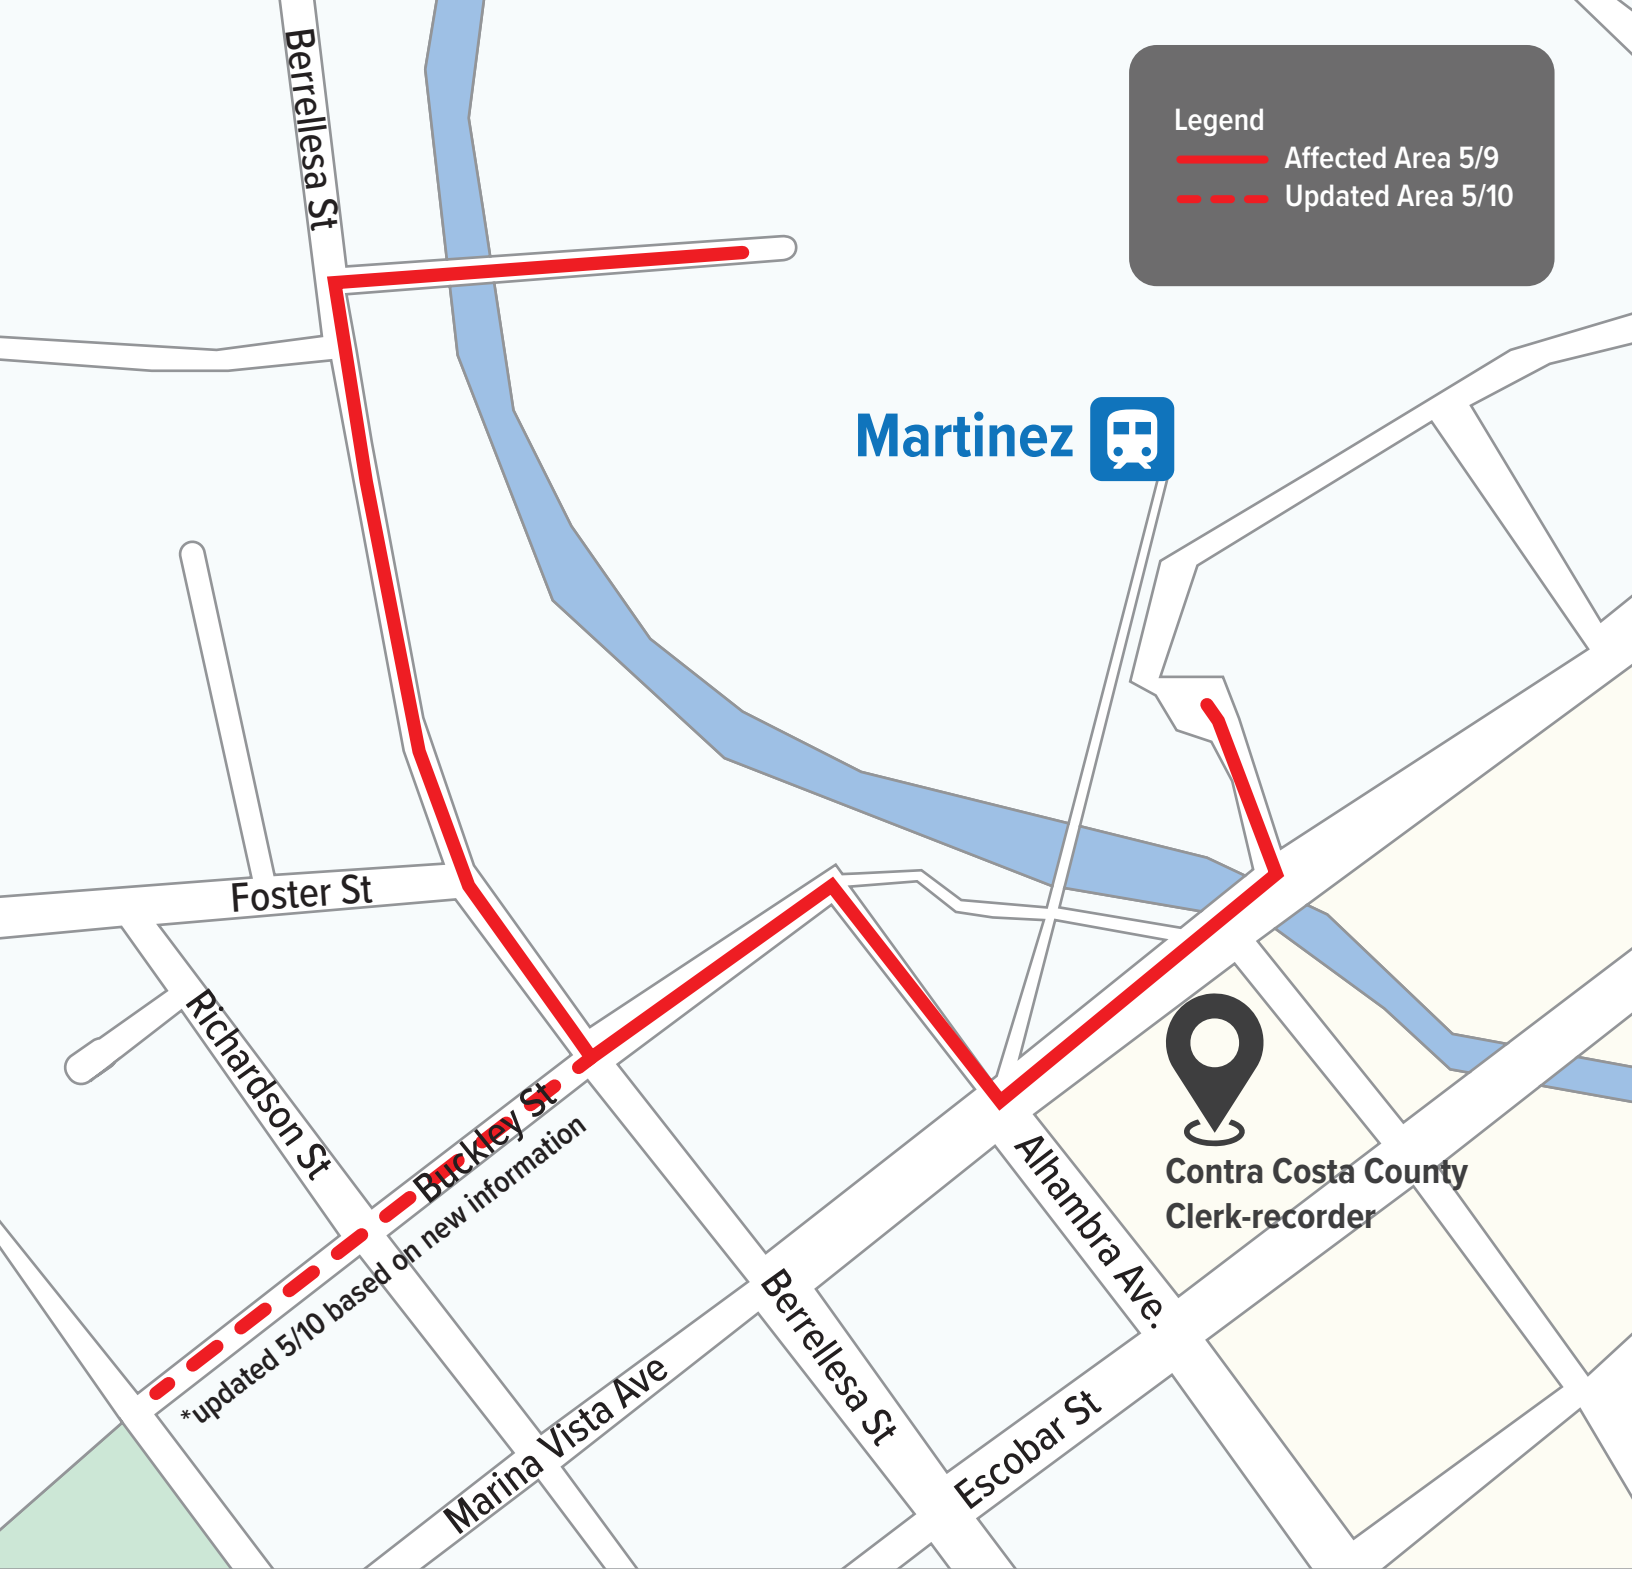 Berrellesa St
Legend
Affected Area 5/9
Updated Area 5/10
Martinez
Foster St
Richardson St
Buckley St
*updated 5/10 based on new information
Alhambra Ave.
Contra Costa County
Clerk-recorder
Berrellesa St
Marina Vista Ave
Escobar St